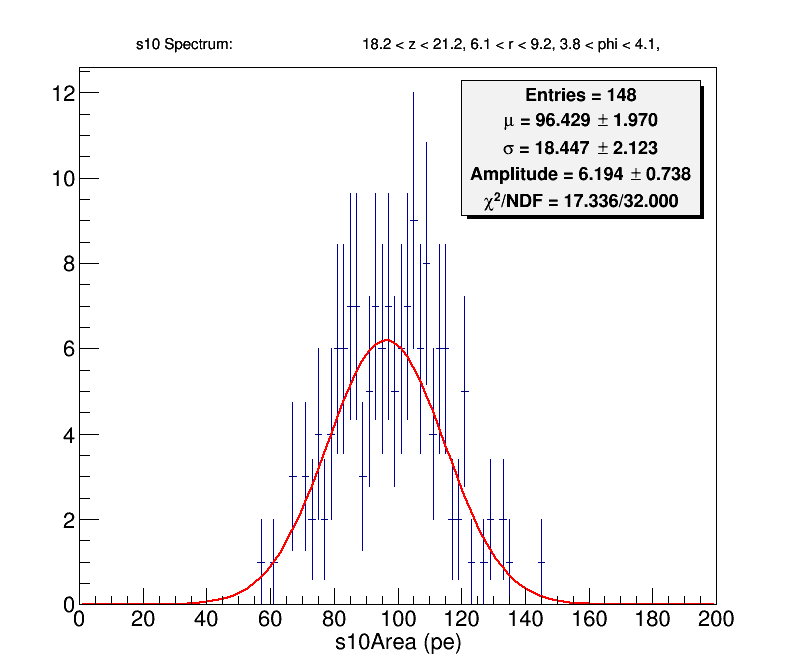 s10 Spectrum: 18.2 < z < 21.2, 6.1 < r < 9.2, 3.8 < phi < 4.1,
Entries = 148
μ = 96.429 ± 1.970
σ = 18.447 ± 2.123
Amplitude = 6.194 ± 0.738
χ²/NDF = 17.336/32.000
12
10
8
6
4
2
0
0 20 40 60 80 100 120 140 160 180 200
s10Area (pe)